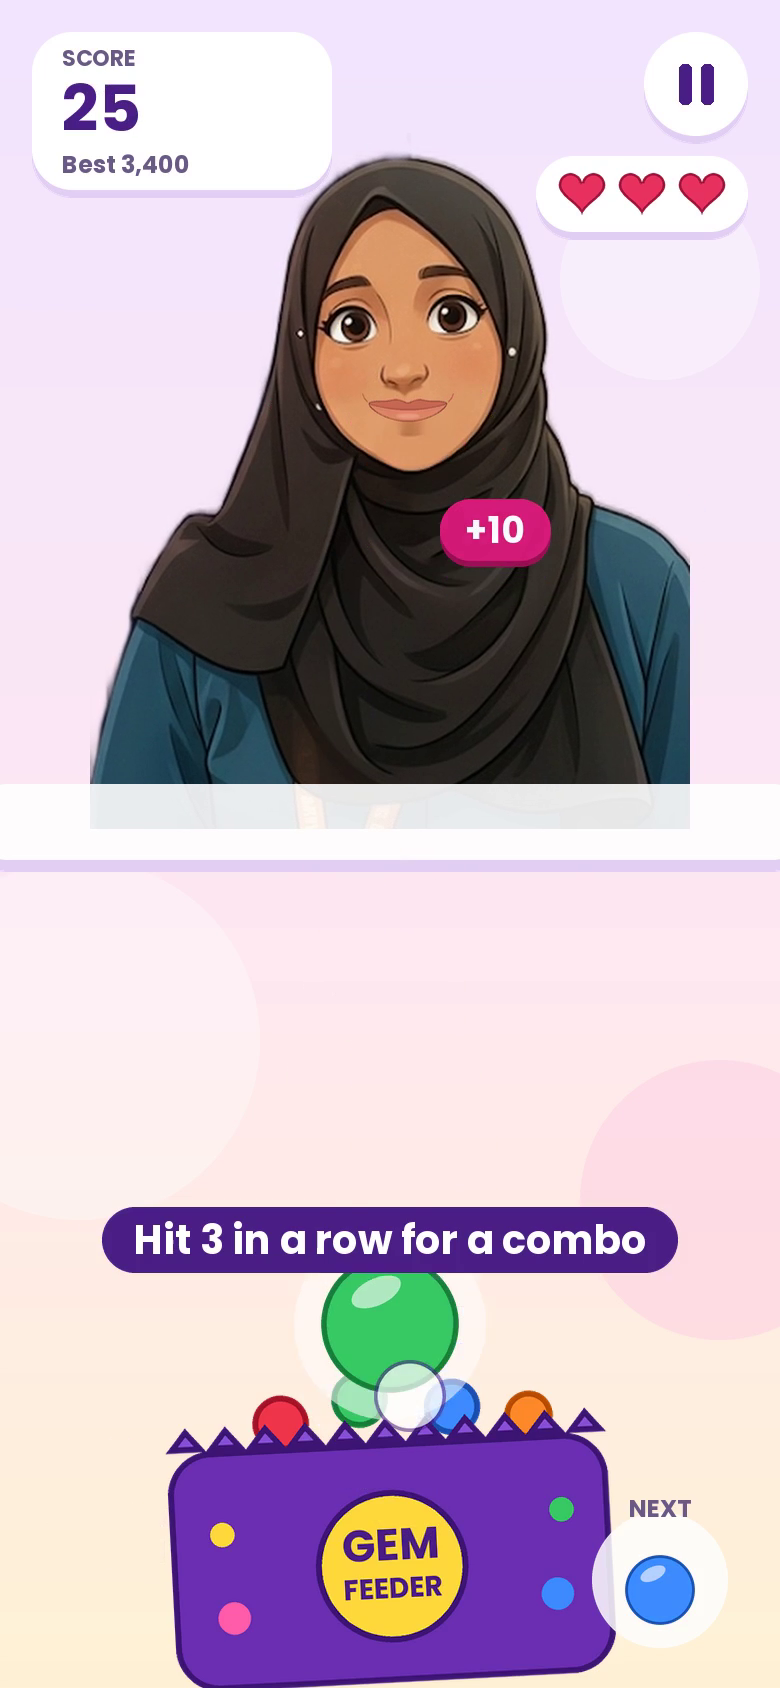 SCORE
25
Best 3,400
+10
Hit 3 in a row for a combo
GEM
FEEDER
NEXT